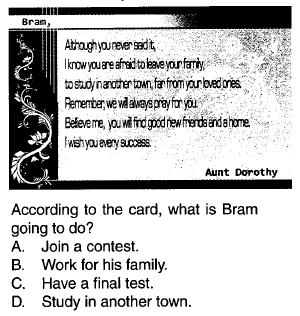 Bram,
Although you never said it,
I know you are afraid to leave your family,
to study in another town, far from your loved ones.
Remember, we will always pray for you.
Believe me, you will find good new friends and a home.
I wish you every success.
Aunt Dorothy
According to the card, what is Bram
going to do?
A. Join a contest.
B. Work for his family.
C. Have a final test.
D. Study in another town.